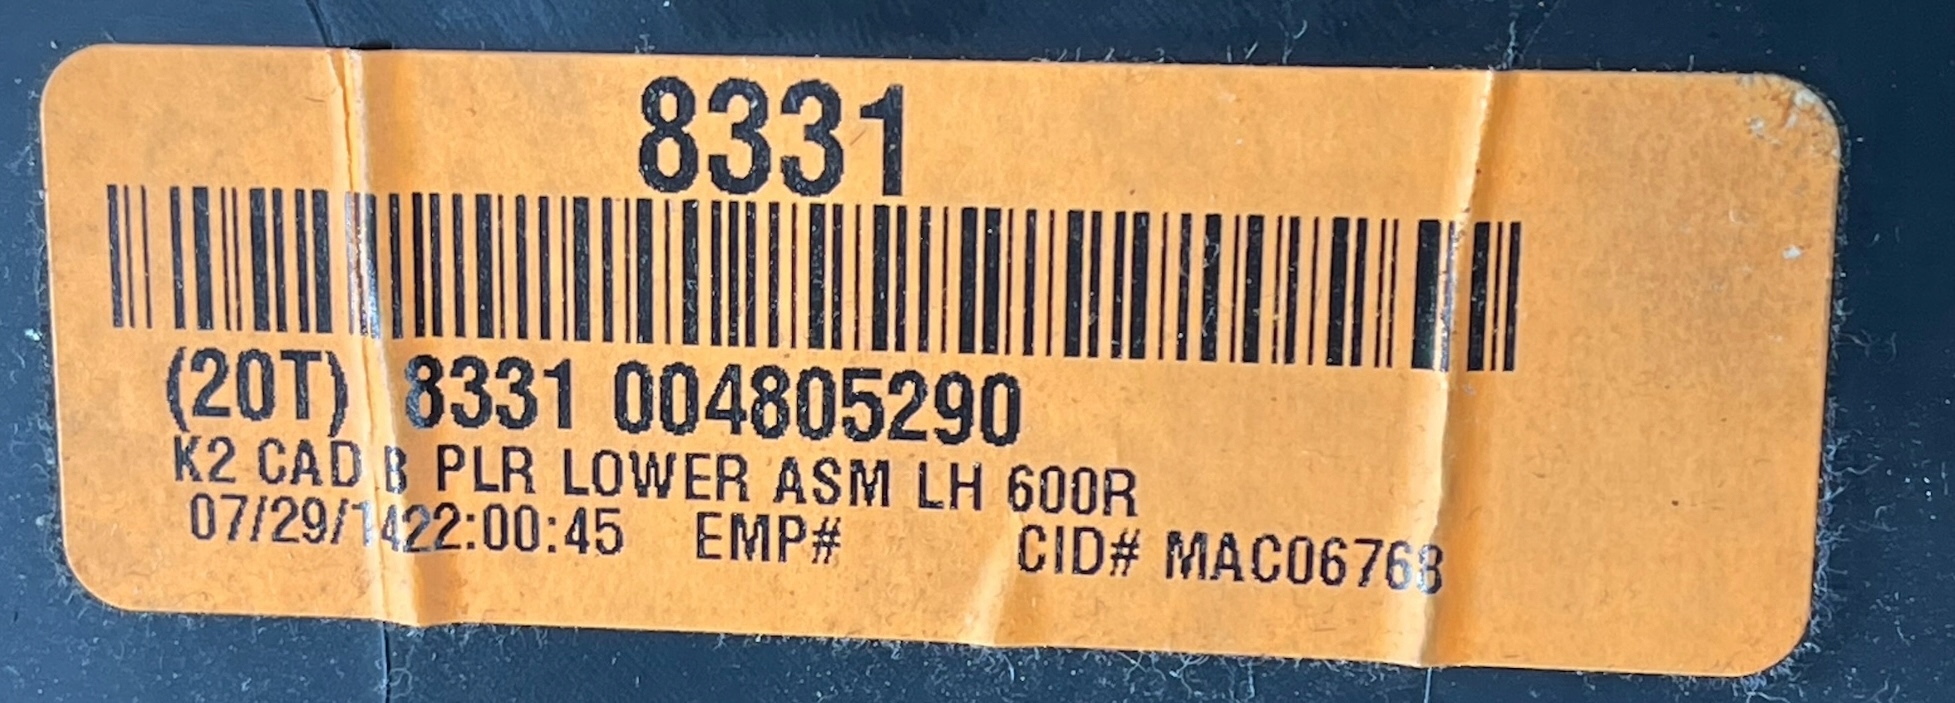 8331
(20T) 8331 004805290
K2 CAD B PLR LOWER ASM LH 600R
07/29/1422:00:45 EMP# CID# MAC06768